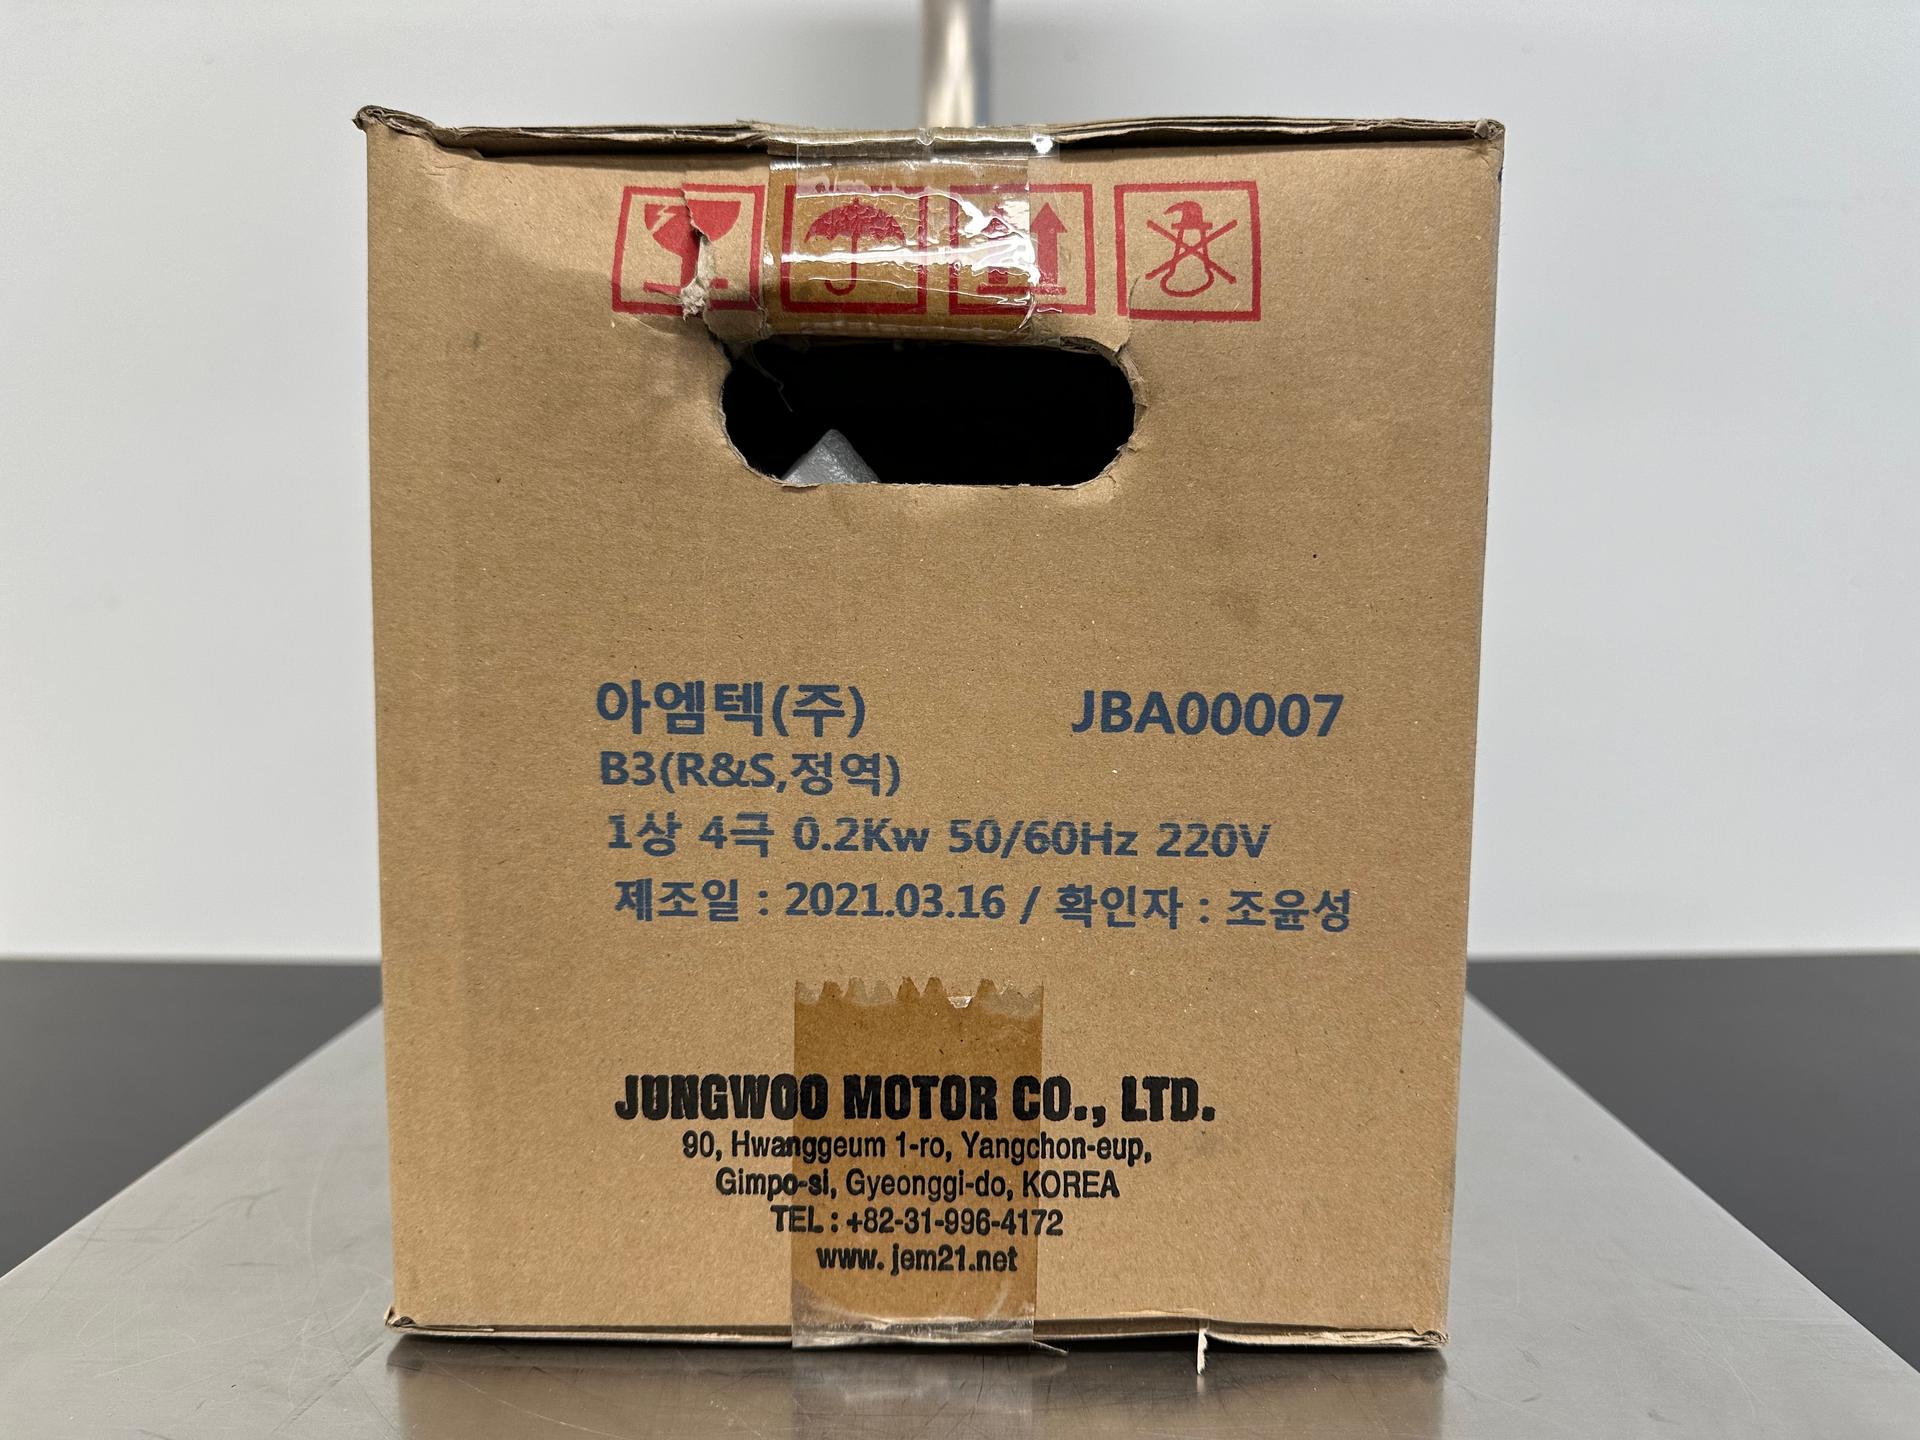 아엠텍(주) JBA00007
B3(R&S,정역)
1상 4극 0.2Kw 50/60Hz 220V
제조일 : 2021.03.16 / 확인자 : 조윤성
JUNGWOO MOTOR CO., LTD.
90, Hwanggeum 1-ro, Yangchon-eup,
Gimpo-si, Gyeonggi-do, KOREA
TEL : +82-31-996-4172
www. jem21.net